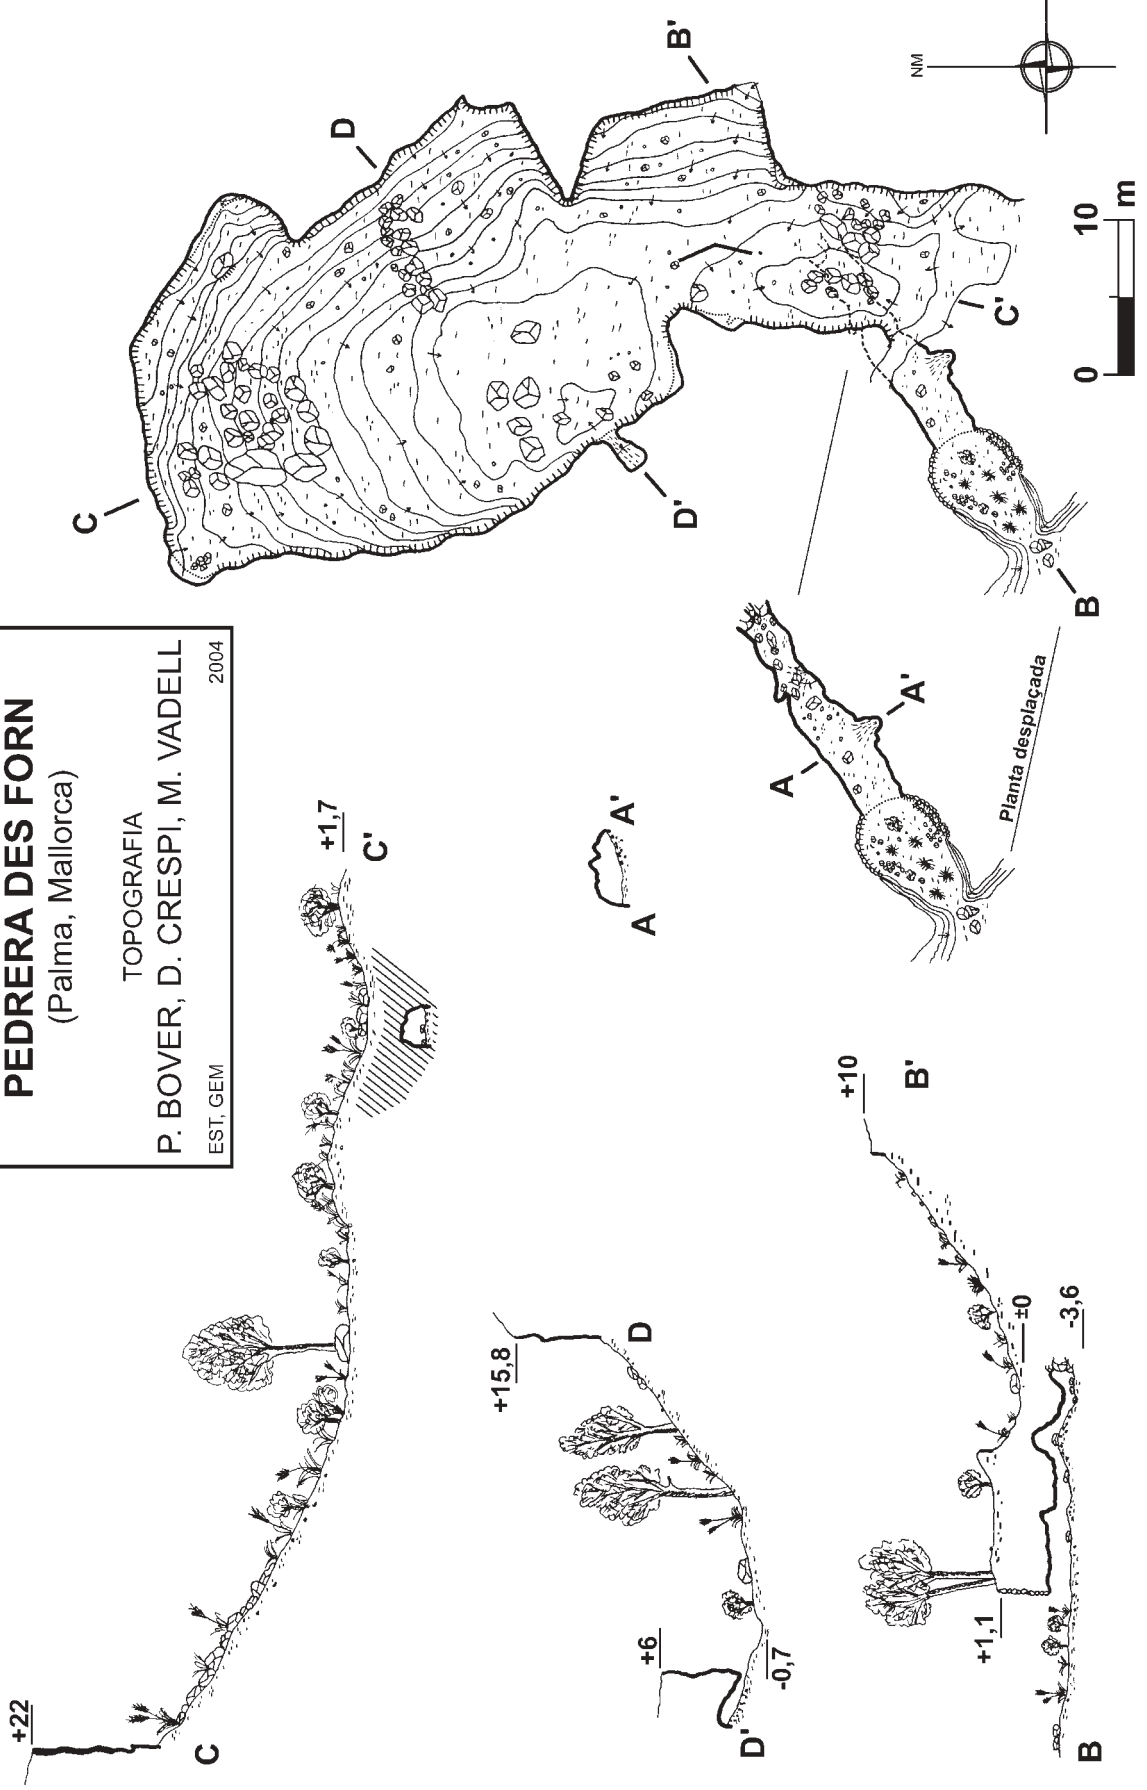 PEDRERA DES FORN
(Palma, Mallorca)
TOPOGRAFIA
P. BOVER, D. CRESPI, M. VADELL
EST, GEM
2004
+22
C
+1,7
C'
+15,8
D
+6
-0,7
D'
+10
B'
±0
-3,6
+1,1
B
A
A'
A
A'
Planta desplaçada
B
C
D
B'
D'
C'
NM
0
10
m